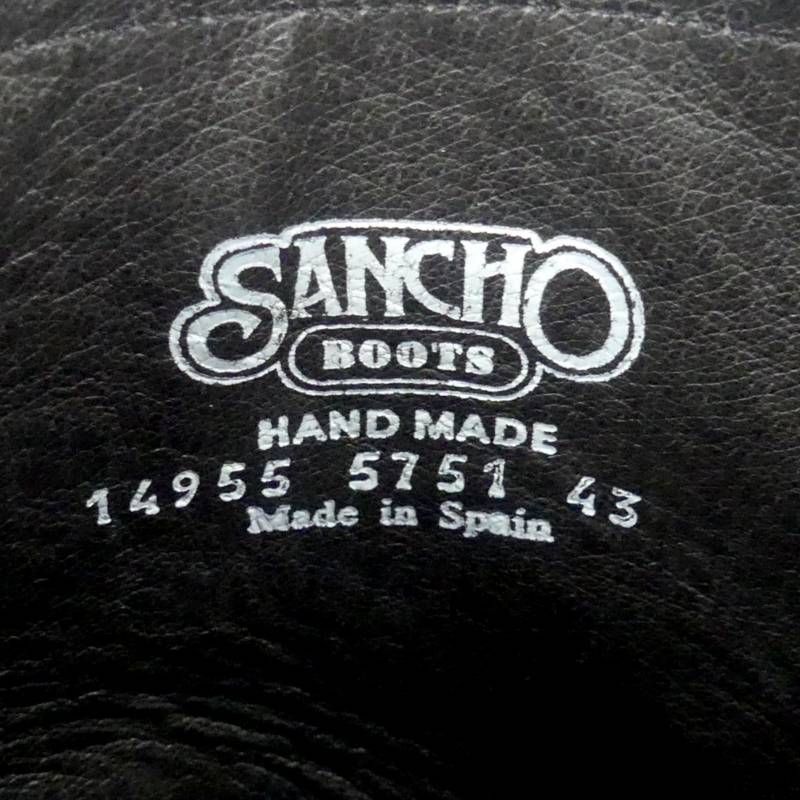 SANCHO
BOOTS
HAND MADE
14955 5751 43
Made in Spain